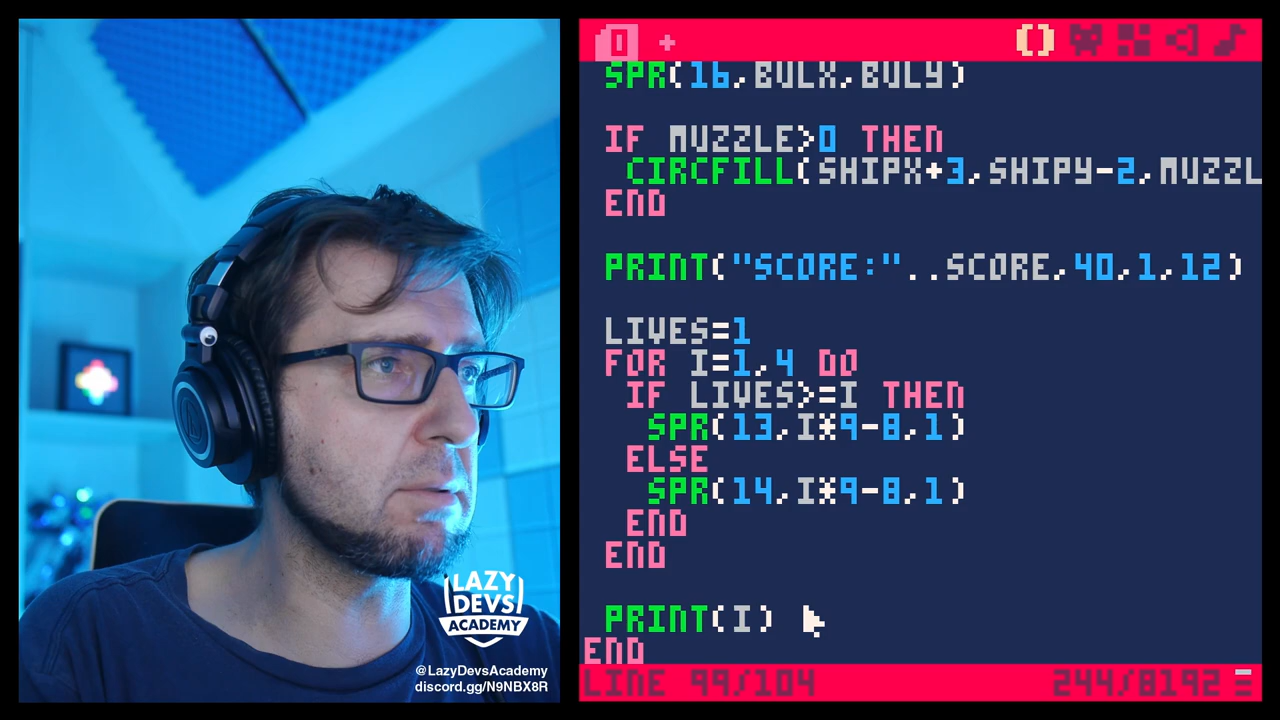 0 +
SPR(16,BULX,BULY)
IF MUZZLE>0 THEN
CIRCFILL(SHIPX+3,SHIPY-2,MUZZL
END
PRINT("SCORE:"..SCORE,40,1,12)
LIVES=1
FOR I=1,4 DO
IF LIVES>=I THEN
SPR(13,I*9-8,1)
ELSE
SPR(14,I*9-8,1)
END
END
PRINT(I)
END
LINE 99/104 244/8192
LAZY
DEVS
ACADEMY
@LazyDevsAcademy
discord.gg/N9NBX8R